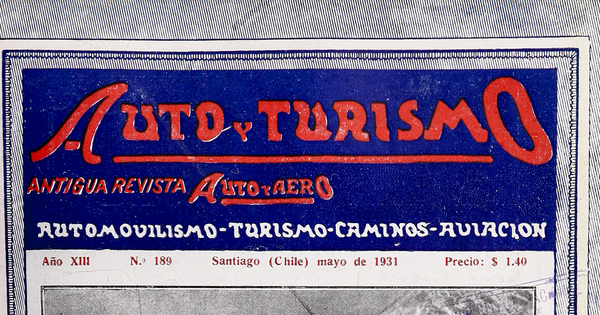 AUTO Y TURISMO
ANTIGUA REVISTA AUTO Y AERO
AUTOMOVILISMO-TURISMO-CAMINOS-AVIACION
Año XIII N.º 189 Santiago (Chile) mayo de 1931 Precio: $ 1.40